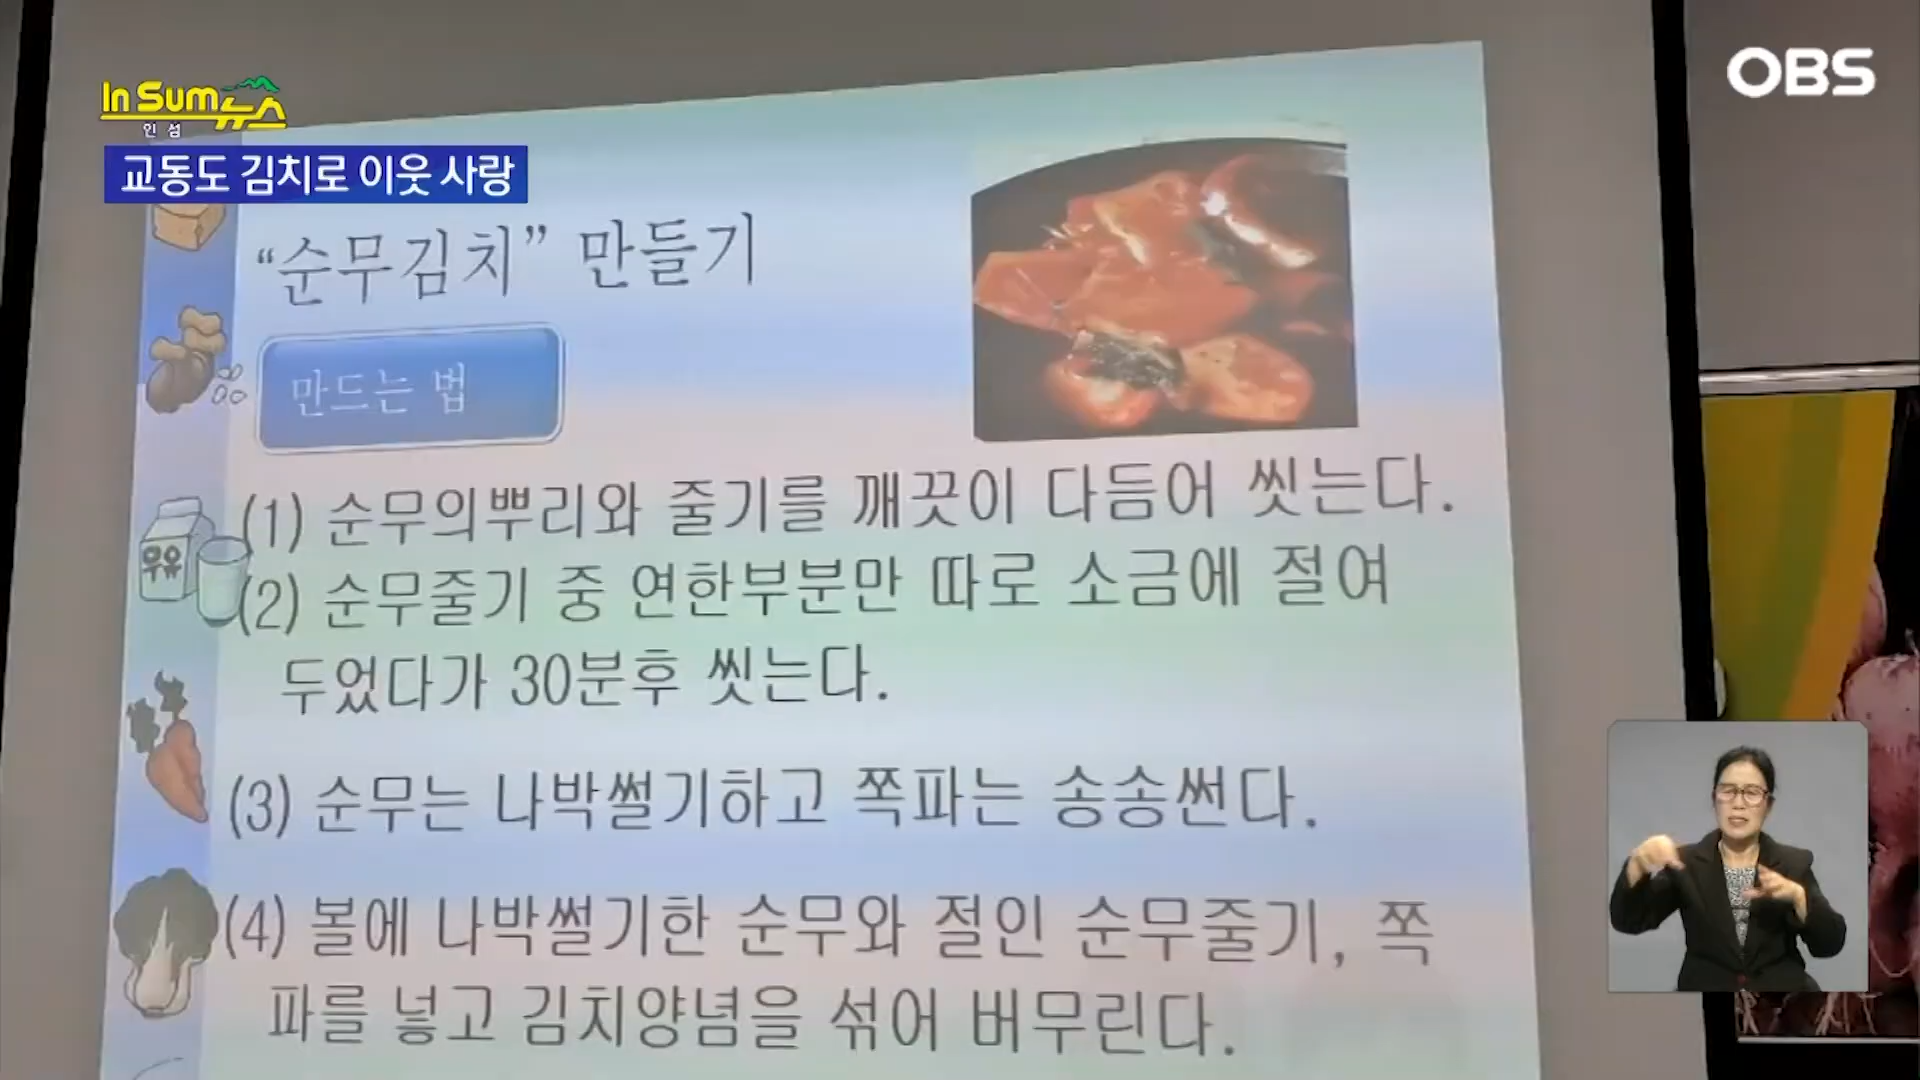 In Sum뉴스
인 섬
OBS
교동도 김치로 이웃 사랑
“순무김치” 만들기
만드는 법
(1) 순무의뿌리와 줄기를 깨끗이 다듬어 씻는다.
(2) 순무줄기 중 연한부분만 따로 소금에 절여
두었다가 30분후 씻는다.
우유
(3) 순무는 나박썰기하고 쪽파는 송송썬다.
(4) 볼에 나박썰기한 순무와 절인 순무줄기, 쪽
파를 넣고 김치양념을 섞어 버무린다.